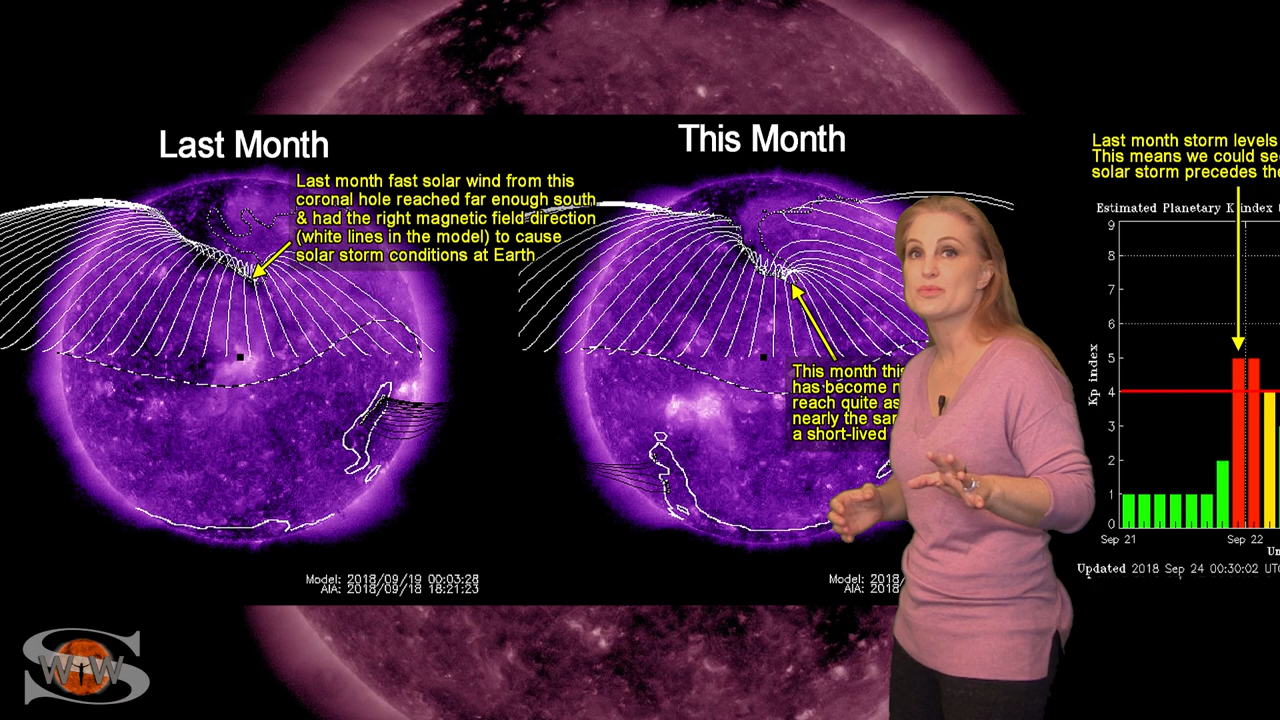 Last Month
Last month fast solar wind from this
coronal hole reached far enough south
& had the right magnetic field direction
(white lines in the model) to cause
solar storm conditions at Earth
Model: 2018/09/19 00:03:28
AIA: 2018/09/18 18:21:23
This Month
This month
has become
reach quite as
nearly the
a short-lived
Model: 2018/
AIA: 2018
Last month storm levels
This means we could
solar storm precedes
Estimated Planetary K index
9
8
7
6
5
4
3
2
1
0
Kp index
Sep 21
Sep 22
Updated 2018 Sep 24 00:30:02 UTC
S
WTW